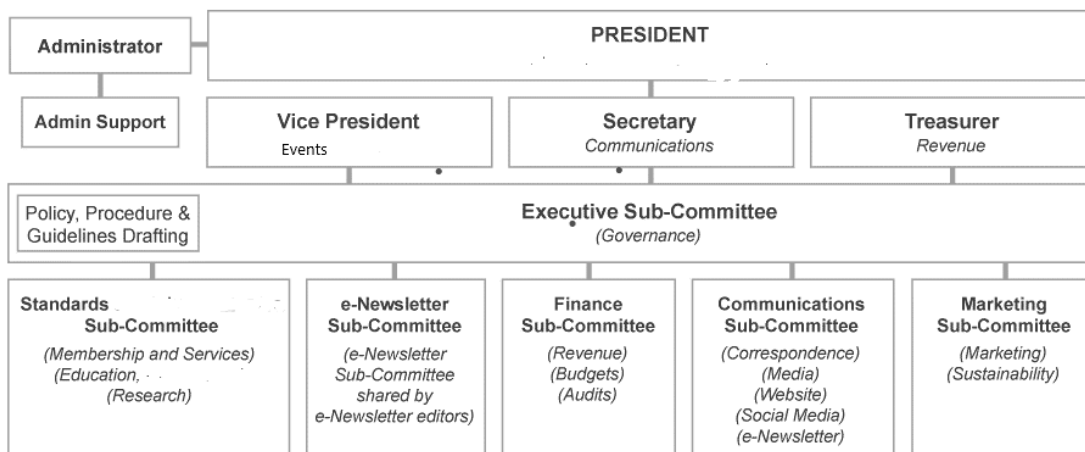 Administrator
PRESIDENT
Admin Support
Vice President
Events
Secretary
Communications
Treasurer
Revenue
Policy, Procedure &
Guidelines Drafting
Executive Sub-Committee
(Governance)
Standards
Sub-Committee
(Membership and Services)
(Education,
(Research)
e-Newsletter
Sub-Committee
(e-Newsletter
Sub-Committee
shared by
e-Newsletter editors)
Finance
Sub-Committee
(Revenue)
(Budgets)
(Audits)
Communications
Sub-Committee
(Correspondence)
(Media)
(Website)
(Social Media)
(e-Newsletter)
Marketing
Sub-Committee
(Marketing)
(Sustainability)